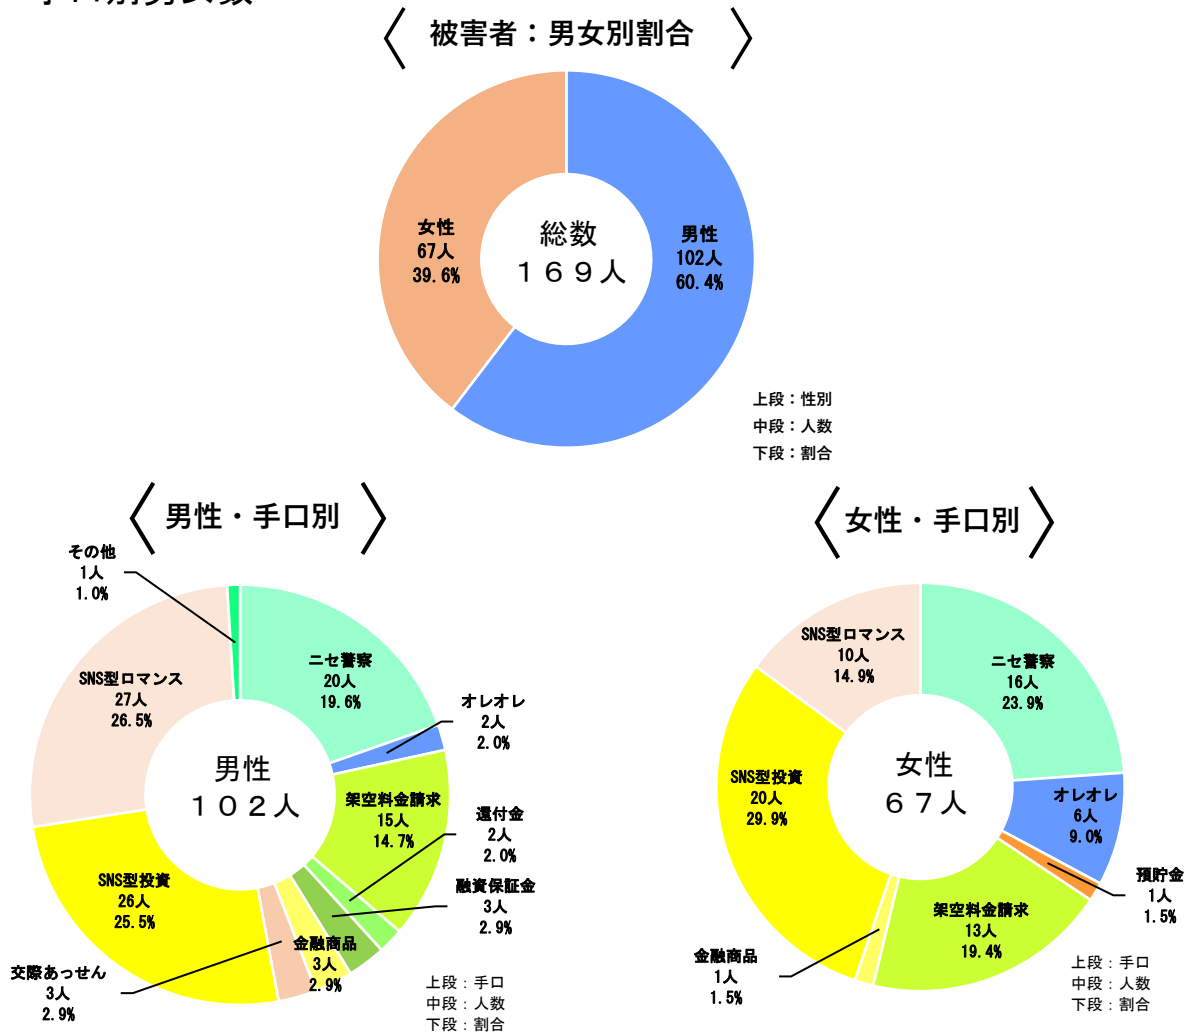 〈 被害者：男女別割合 〉
女性
67人
39.6%
総数
１６９人
男性
102人
60.4%
上段：性別
中段：人数
下段：割合
〈 男性・手口別 〉
その他
1人
1.0%
ニセ警察
20人
19.6%
オレオレ
2人
2.0%
架空料金請求
15人
14.7%
還付金
2人
2.0%
融資保証金
3人
2.9%
金融商品
3人
2.9%
交際あっせん
3人
2.9%
SNS型投資
26人
25.5%
SNS型ロマンス
27人
26.5%
男性
１０２人
上段：手口
中段：人数
下段：割合
〈 女性・手口別 〉
ニセ警察
16人
23.9%
オレオレ
6人
9.0%
預貯金
1人
1.5%
架空料金請求
13人
19.4%
金融商品
1人
1.5%
SNS型投資
20人
29.9%
SNS型ロマンス
10人
14.9%
女性
６７人
上段：手口
中段：人数
下段：割合